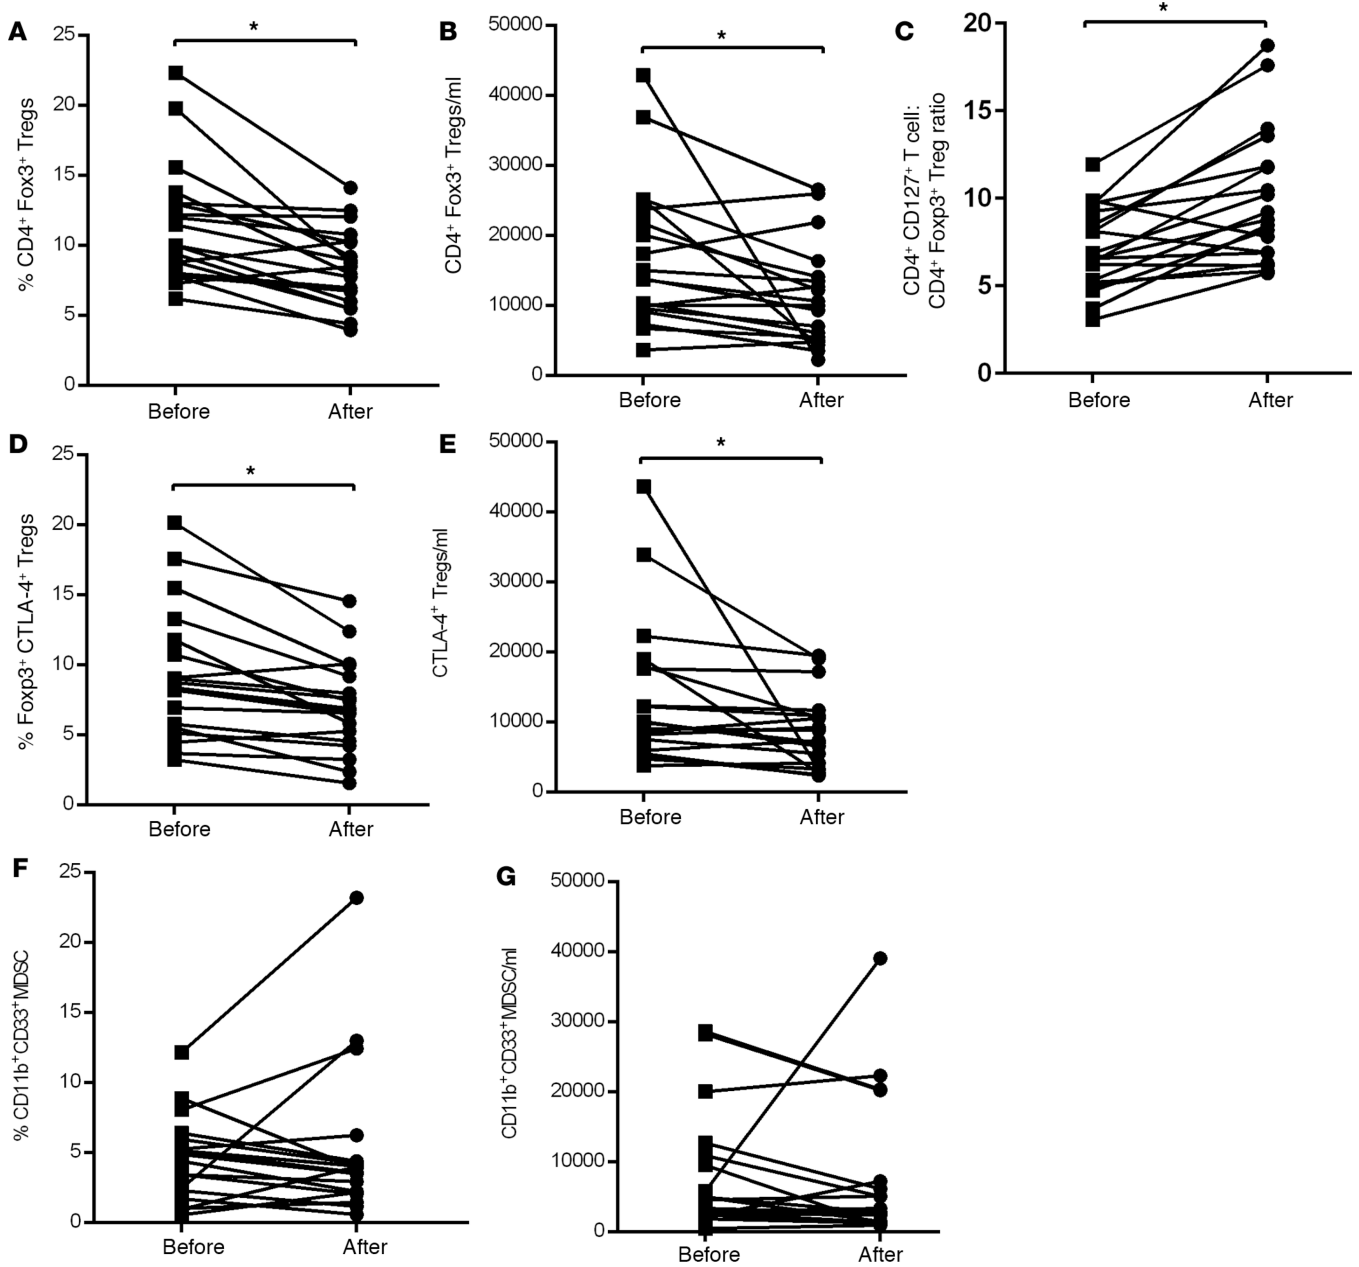 A
% CD4⁺ Fox3⁺ Tregs
25
20
15
10
5
0
*
Before
After
B
CD4⁺ Fox3⁺ Tregs/ml
50000
40000
30000
20000
10000
0
*
Before
After
C
CD4⁺ CD127⁺ T cell:
CD4⁺ Foxp3⁺ Treg ratio
20
15
10
5
0
*
Before
After
D
% Foxp3⁺ CTLA-4⁺ Tregs
25
20
15
10
5
0
*
Before
After
E
CTLA-4⁺ Tregs/ml
50000
40000
30000
20000
10000
0
*
Before
After
F
% CD11b⁺CD33⁺MDSC
25
20
15
10
5
0
Before
After
G
CD11b⁺CD33⁺MDSC/ml
50000
40000
30000
20000
10000
0
Before
After